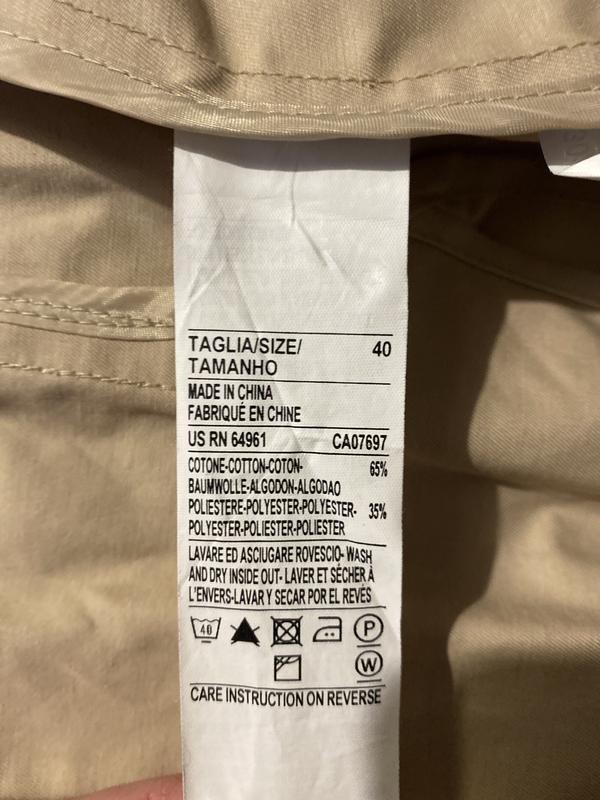 TAGLIA/SIZE/ 40
TAMANHO
MADE IN CHINA
FABRIQUÉ EN CHINE
US RN 64961 CA07697
COTONE-COTTON-COTON- 65%
BAUMWOLLE-ALGODON-ALGODAO
POLIESTERE-POLYESTER-POLYESTER- 35%
POLYESTER-POLIESTER-POLIESTER
LAVARE ED ASCIUGARE ROVESCIO- WASH
AND DRY INSIDE OUT- LAVER ET SÉCHER À
L'ENVERS-LAVAR Y SECAR POR EL REVÉS
40 P
W
CARE INSTRUCTION ON REVERSE